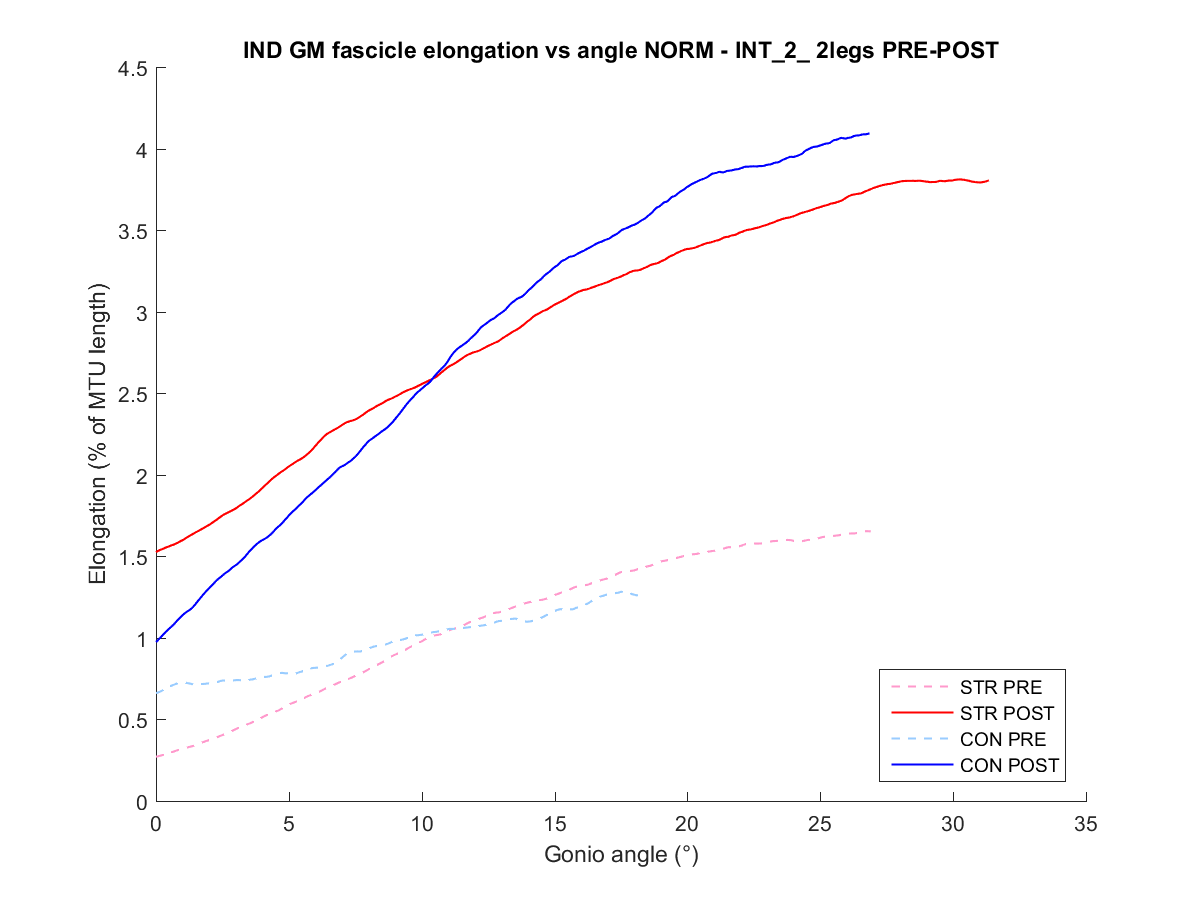 IND GM fascicle elongation vs angle NORM - INT_2_ 2legs PRE-POST
4.5
4
3.5
3
2.5
2
1.5
1
0.5
0
Elongation (% of MTU length)
0 5 10 15 20 25 30 35
Gonio angle (°)
STR PRE
STR POST
CON PRE
CON POST